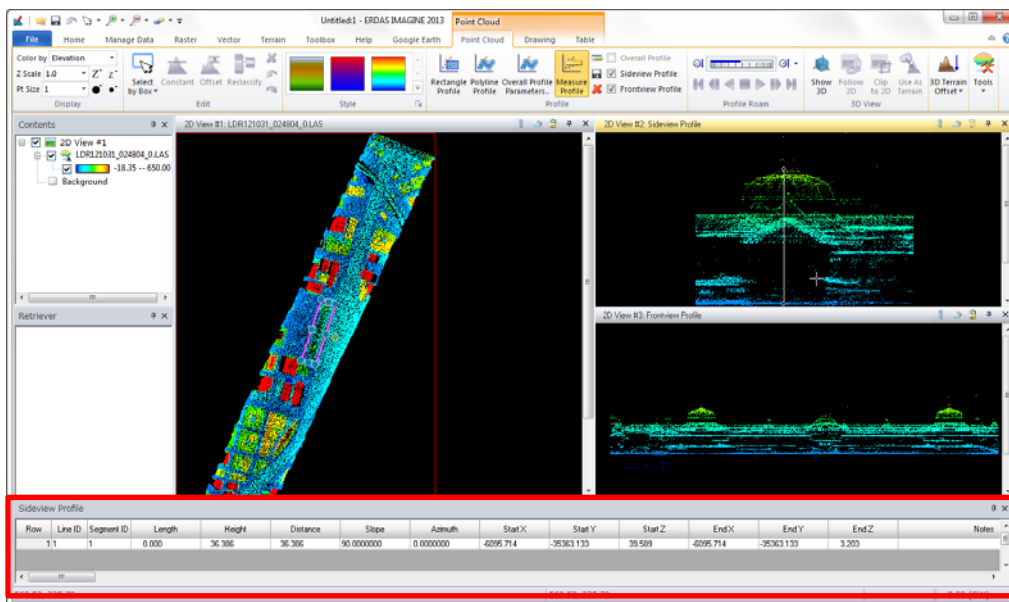 Untitled:1 - ERDAS IMAGINE 2013
Point Cloud
File Home Manage Data Raster Vector Terrain Toolbox Help Google Earth Point Cloud Drawing Table
Color by Elevation
Z Scale 1.0
Pt Size 1
Display
Select by Box
Constant
Offset
Reclassify
Edit
Style
Rectangle Profile
Polyline Profile
Overall Profile Parameters...
Measure Profile
Overall Profile
Sideview Profile
Frontview Profile
Profile
Profile Roam
Show 3D
Follow 2D
Clip to 2D
Use As Terrain
3D View
3D Terrain Offset
Tools
Contents
2D View #1
LDR121031_024804_0.LAS
-18.35 -- 650.00
Background
Retriever
2D View #1: LDR121031_024804_0.LAS
2D View #2: Sideview Profile
2D View #3: Frontview Profile
Sideview Profile
Row Line ID Segment ID Length Height Distance Slope Azimuth Start X Start Y Start Z End X End Y End Z Notes
1 1 1 0.000 36.386 36.386 90.0000000 0.0000000 -6095.714 -35363.133 39.589 -6095.714 -35363.133 3.203